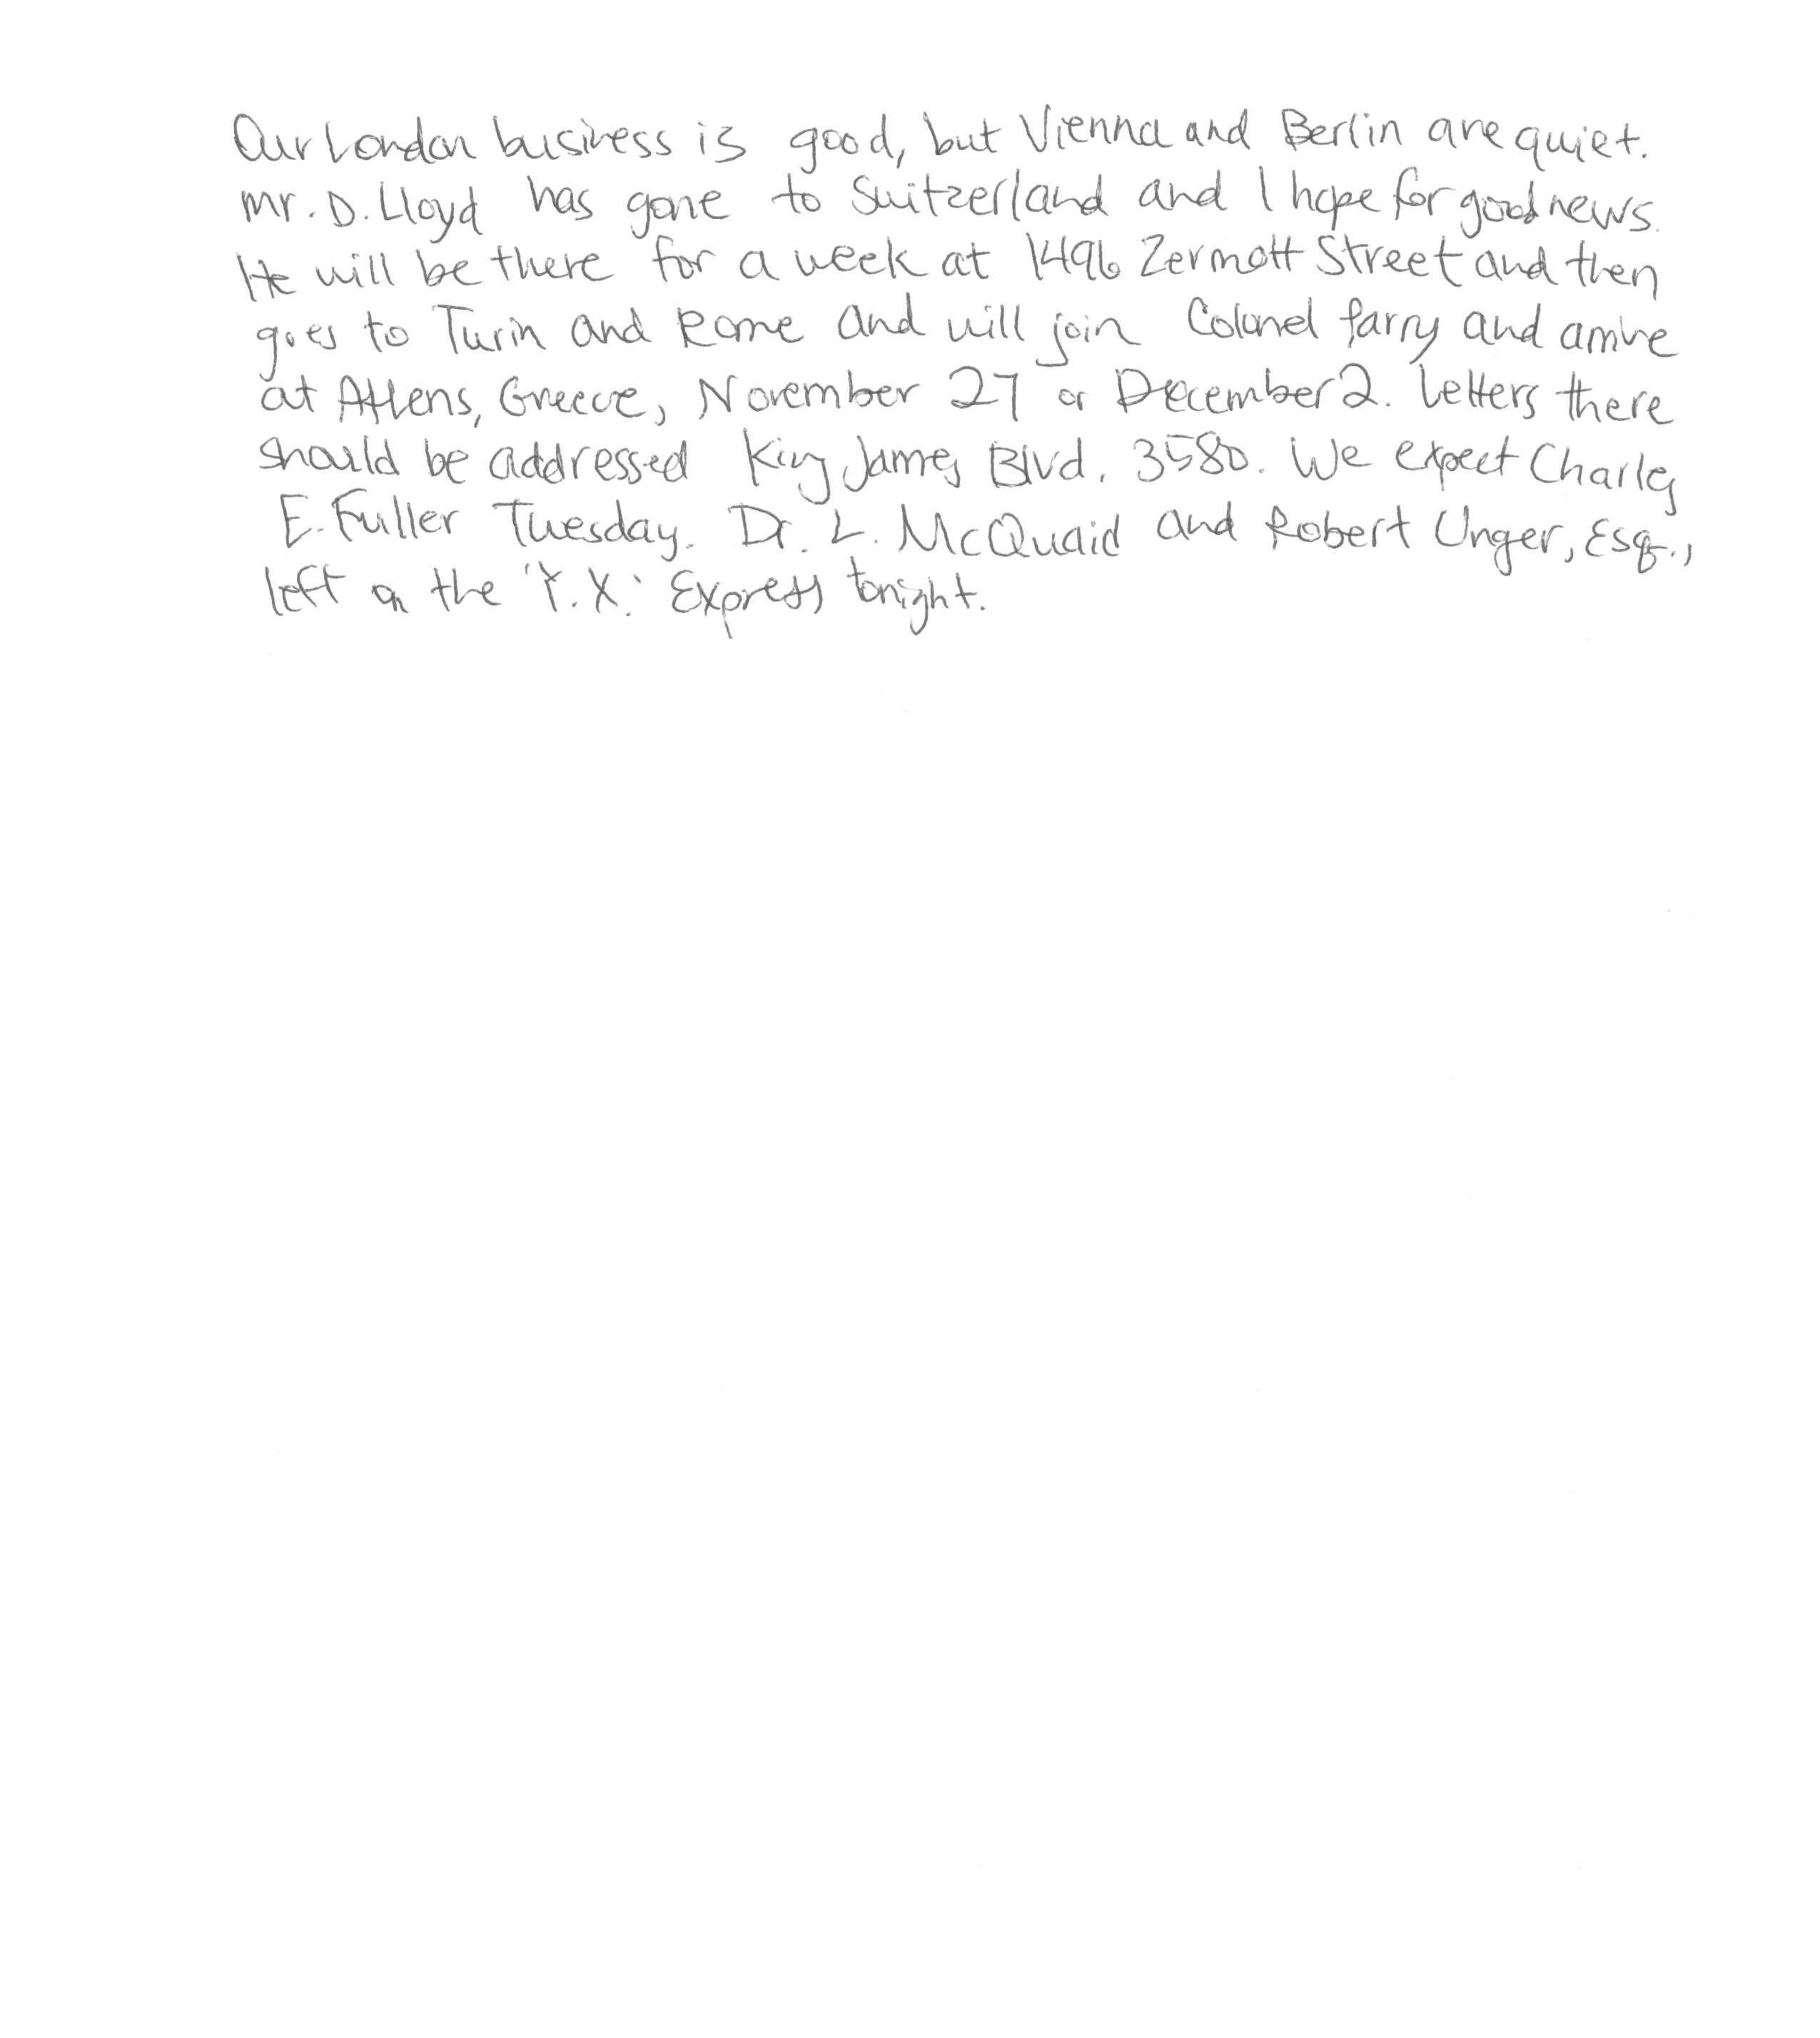 Our London business is good, but Vienna and Berlin are quiet.
Mr. D. Lloyd has gone to Switzerland and I hope for good news.
He will be there for a week at 1496 Zermott Street and then
goes to Turin and Rome and will join Colonel Parry and arrive
at Athens, Greece, November 27 or December 2. Letters there
should be addressed King James Blvd. 3580. We expect Charley
E. Fuller Tuesday. Dr. L. McQuaid and Robert Unger, Esq.,
left on the 'Y.X.' Express tonight.